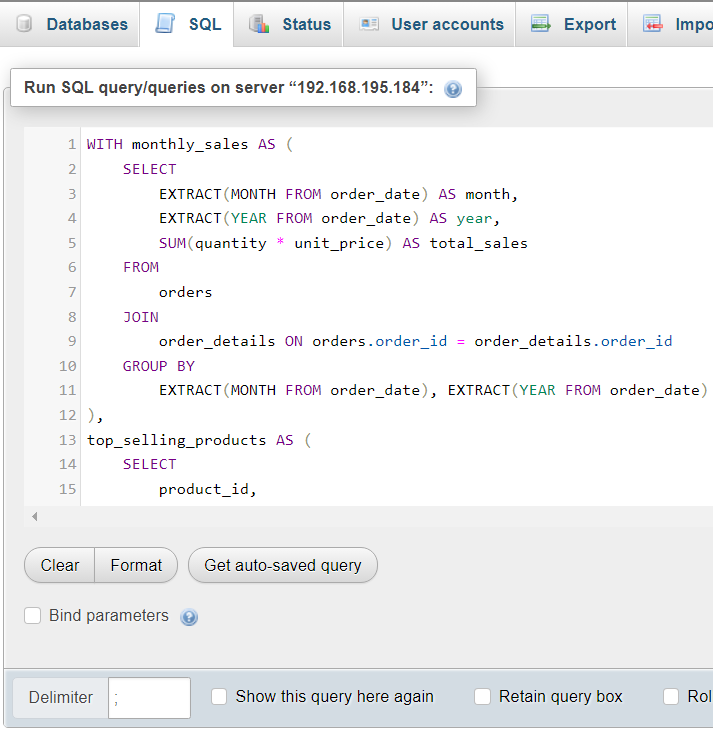 Databases SQL Status User accounts Export Impo
Run SQL query/queries on server “192.168.195.184”:
1 WITH monthly_sales AS (
2 SELECT
3 EXTRACT(MONTH FROM order_date) AS month,
4 EXTRACT(YEAR FROM order_date) AS year,
5 SUM(quantity * unit_price) AS total_sales
6 FROM
7 orders
8 JOIN
9 order_details ON orders.order_id = order_details.order_id
10 GROUP BY
11 EXTRACT(MONTH FROM order_date), EXTRACT(YEAR FROM order_date)
12 ),
13 top_selling_products AS (
14 SELECT
15 product_id,
Clear Format Get auto-saved query
Bind parameters
Delimiter ; Show this query here again Retain query box Rol